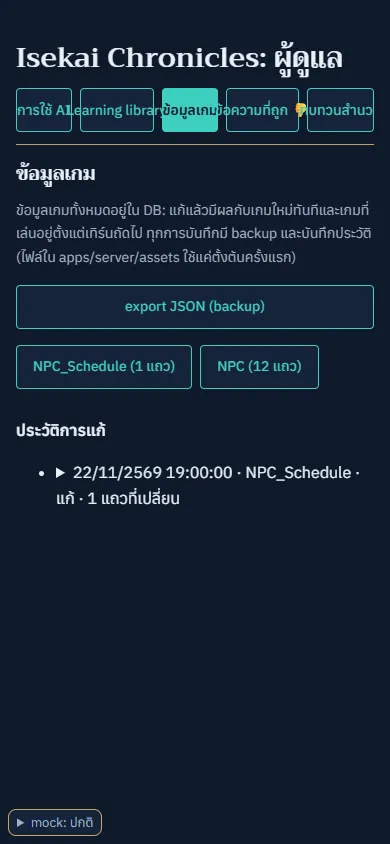 Isekai Chronicles: ผู้ดูแล
การใช้ AI
Learning library
ข้อมูลเกม
ข้อความที่ถูก 👎
ทบทวนสำนวน
ข้อมูลเกม
ข้อมูลเกมทั้งหมดอยู่ใน DB: แก้แล้วมีผลกับเกมใหม่ทันทีและเกมที่
เล่นอยู่ตั้งแต่เทิร์นถัดไป ทุกการบันทึกมี backup และบันทึกประวัติ
(ไฟล์ใน apps/server/assets ใช้แค่ตั้งต้นครั้งแรก)
export JSON (backup)
NPC_Schedule (1 แถว)
NPC (12 แถว)
ประวัติการแก้
• ▶ 22/11/2569 19:00:00 · NPC_Schedule ·
แก้ · 1 แถวที่เปลี่ยน
▶ mock: ปกติ